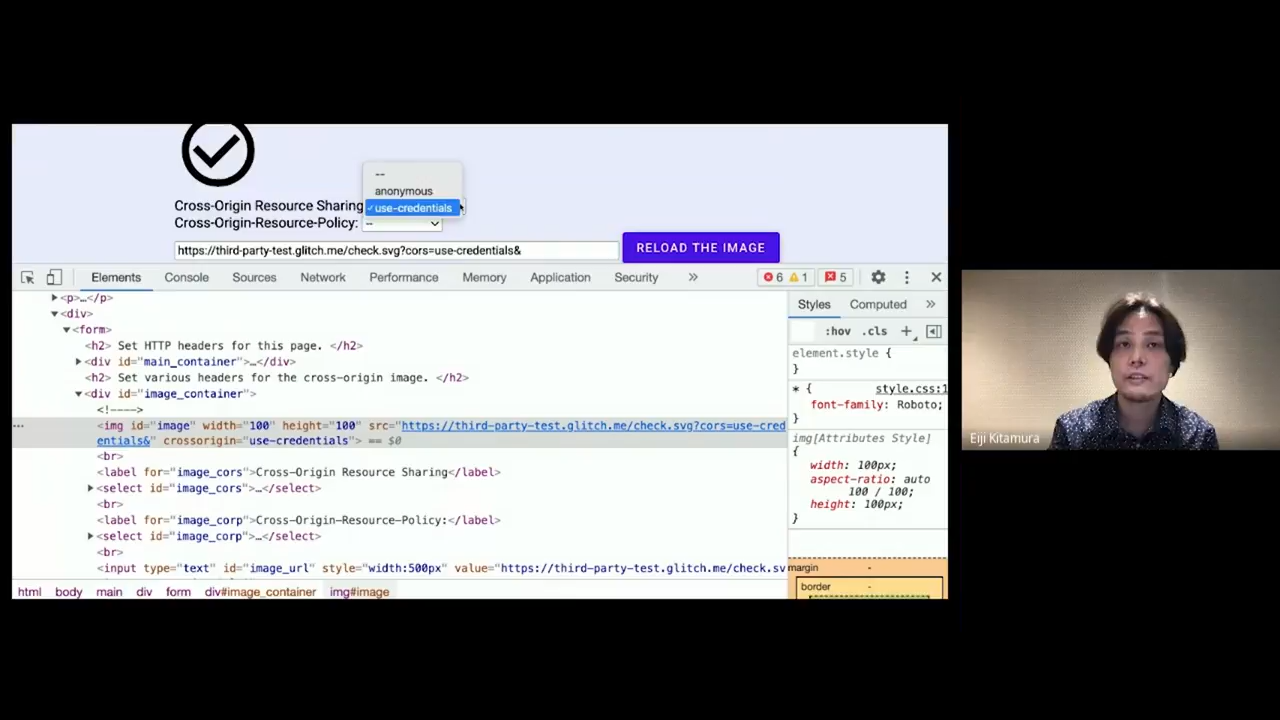 --
anonymous
Cross-Origin Resource Sharing
✓use-credentials
Cross-Origin-Resource-Policy: --
https://third-party-test.glitch.me/check.svg?cors=use-credentials&
RELOAD THE IMAGE
Elements Console Sources Network Performance Memory Application Security » 6 1 5
▶<p>…</p>
▼<div>
▼<form>
<h2> Set HTTP headers for this page. </h2>
▶<div id="main_container">…</div>
<h2> Set various headers for the cross-origin image. </h2>
▼<div id="image_container">
<!---->
… <img id="image" width="100" height="100" src="https://third-party-test.glitch.me/check.svg?cors=use-cred
entials&" crossorigin="use-credentials"> == $0
<br>
<label for="image_cors">Cross-Origin Resource Sharing</label>
▶<select id="image_cors">…</select>
<br>
<label for="image_corp">Cross-Origin-Resource-Policy:</label>
▶<select id="image_corp">…</select>
<br>
<input type="text" id="image_url" style="width:500px" value="https://third-party-test.glitch.me/check.sv
html body main div form div#image_container img#image
Styles Computed »
:hov .cls +
element.style {
}
* { style.css:1
font-family: Roboto;
}
img[Attributes Style]
{
width: 100px;
aspect-ratio: auto
100 / 100;
height: 100px;
}
margin -
border -
Eiji Kitamura